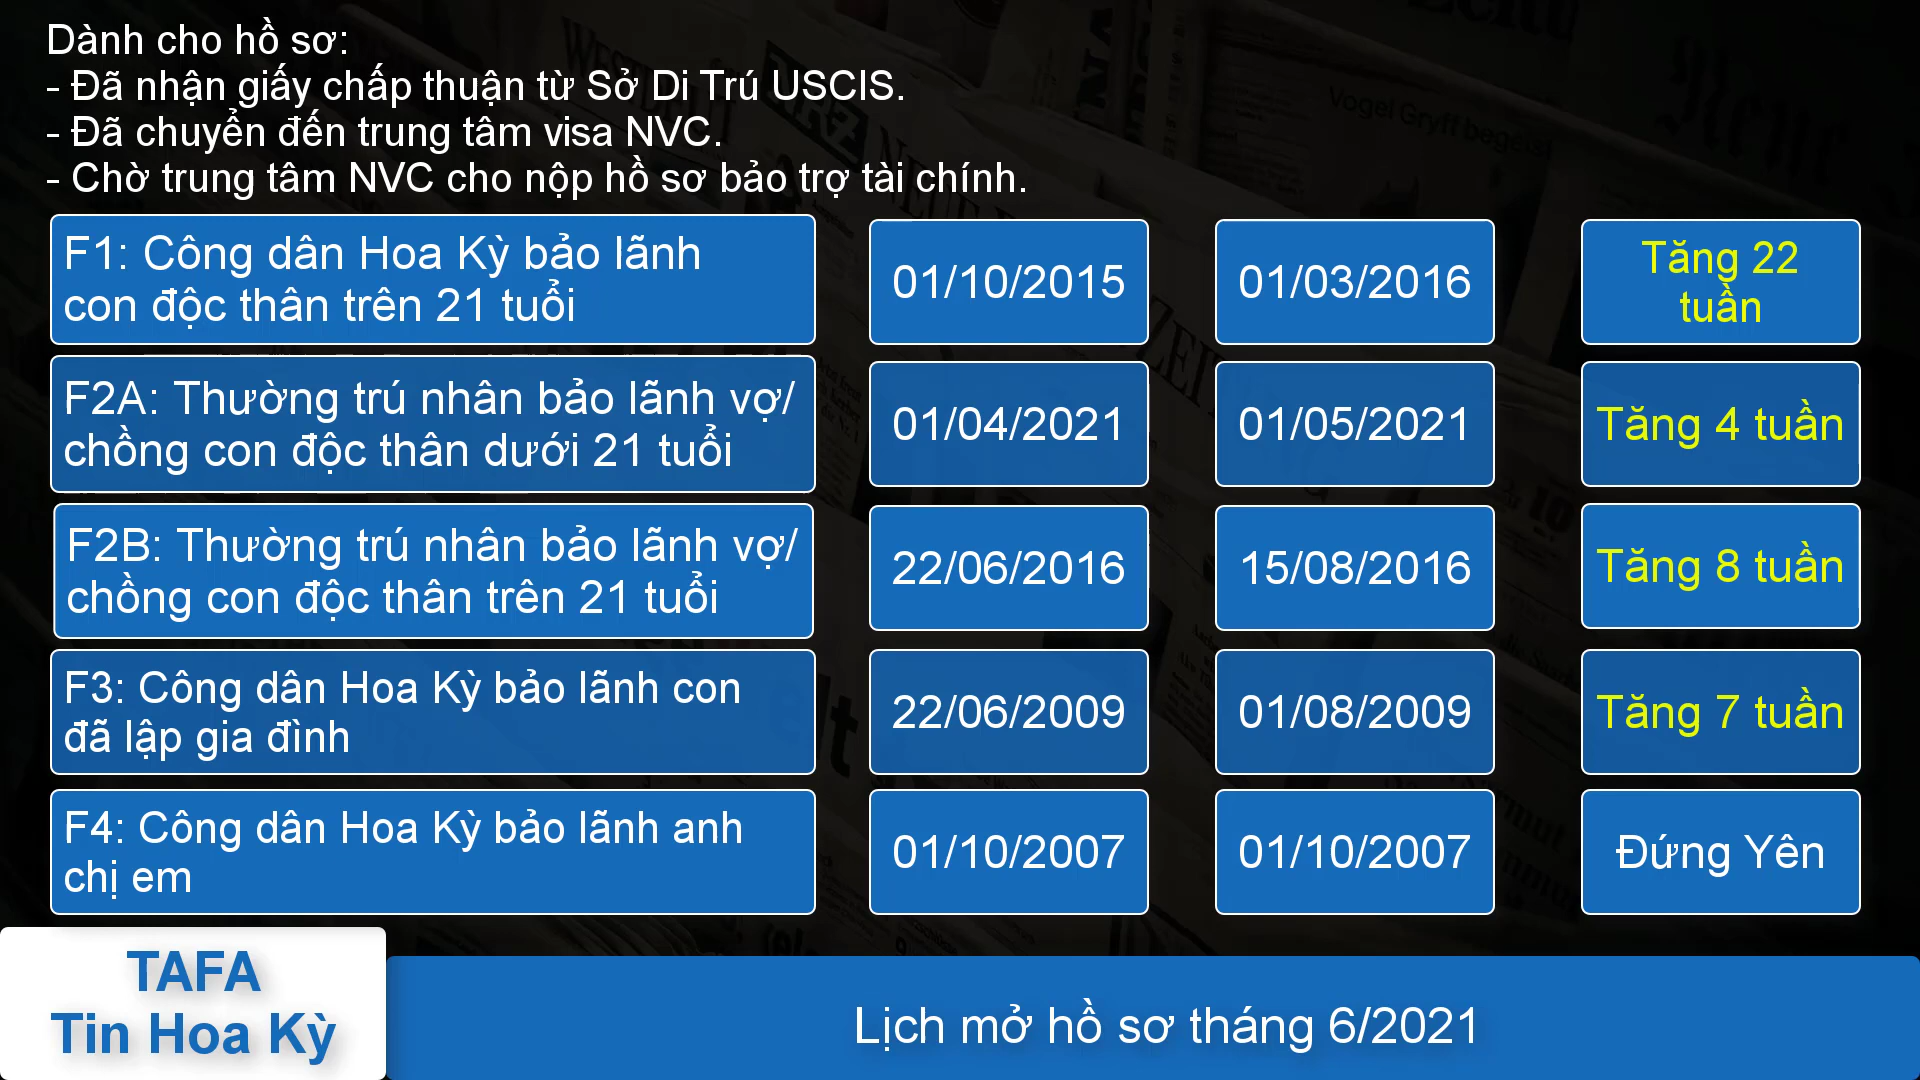 Dành cho hồ sơ:
- Đã nhận giấy chấp thuận từ Sở Di Trú USCIS.
- Đã chuyển đến trung tâm visa NVC.
- Chờ trung tâm NVC cho nộp hồ sơ bảo trợ tài chính.
F1: Công dân Hoa Kỳ bảo lãnh
con độc thân trên 21 tuổi
01/10/2015
01/03/2016
Tăng 22
tuần
F2A: Thường trú nhân bảo lãnh vợ/
chồng con độc thân dưới 21 tuổi
01/04/2021
01/05/2021
Tăng 4 tuần
F2B: Thường trú nhân bảo lãnh vợ/
chồng con độc thân trên 21 tuổi
22/06/2016
15/08/2016
Tăng 8 tuần
F3: Công dân Hoa Kỳ bảo lãnh con
đã lập gia đình
22/06/2009
01/08/2009
Tăng 7 tuần
F4: Công dân Hoa Kỳ bảo lãnh anh
chị em
01/10/2007
01/10/2007
Đứng Yên
TAFA
Tin Hoa Kỳ
Lịch mở hồ sơ tháng 6/2021